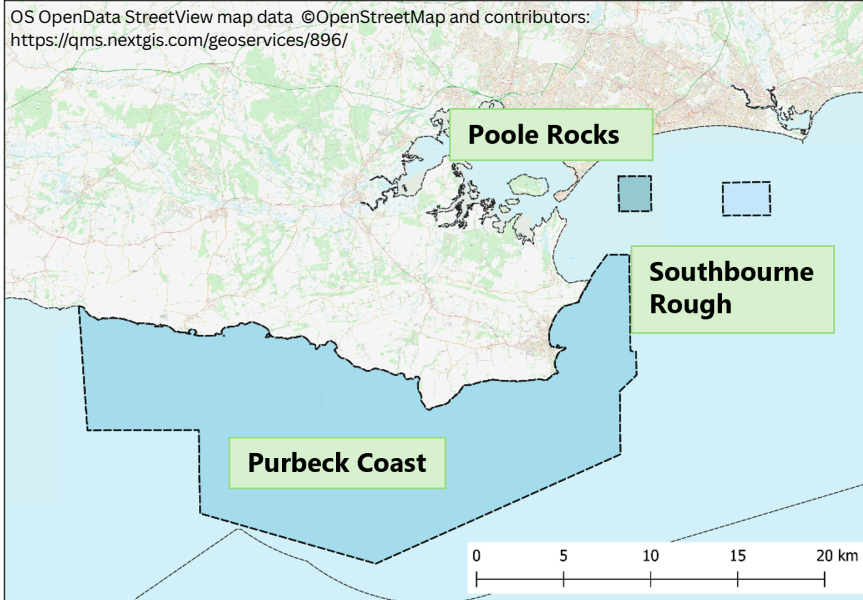 OS OpenData StreetView map data ©OpenStreetMap and contributors:
https://qms.nextgis.com/geoservices/896/
Poole Rocks
Southbourne
Rough
Purbeck Coast
0 5 10 15 20 km